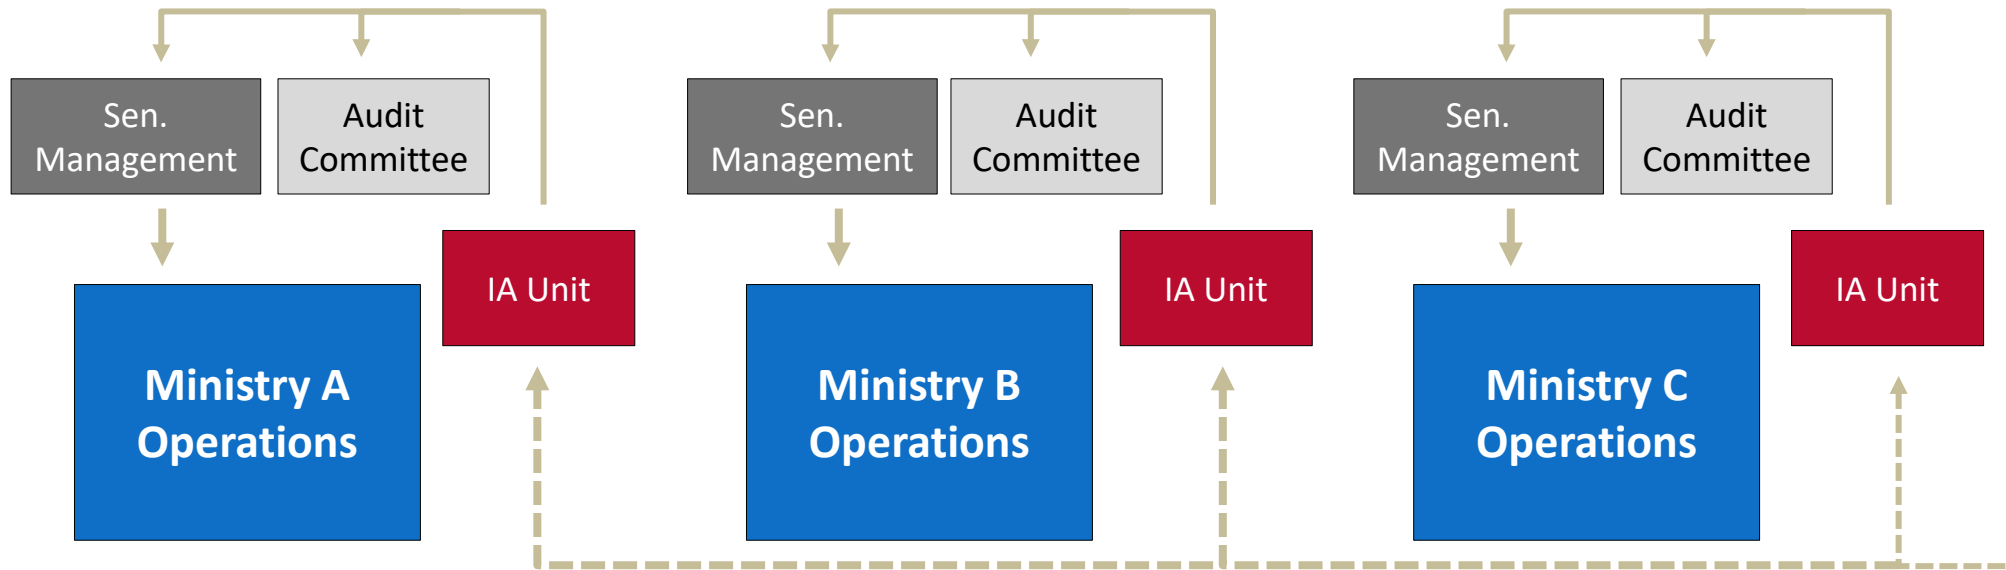 Sen.
Management
Audit
Committee
IA Unit
Ministry A
Operations
Sen.
Management
Audit
Committee
IA Unit
Ministry B
Operations
Sen.
Management
Audit
Committee
IA Unit
Ministry C
Operations